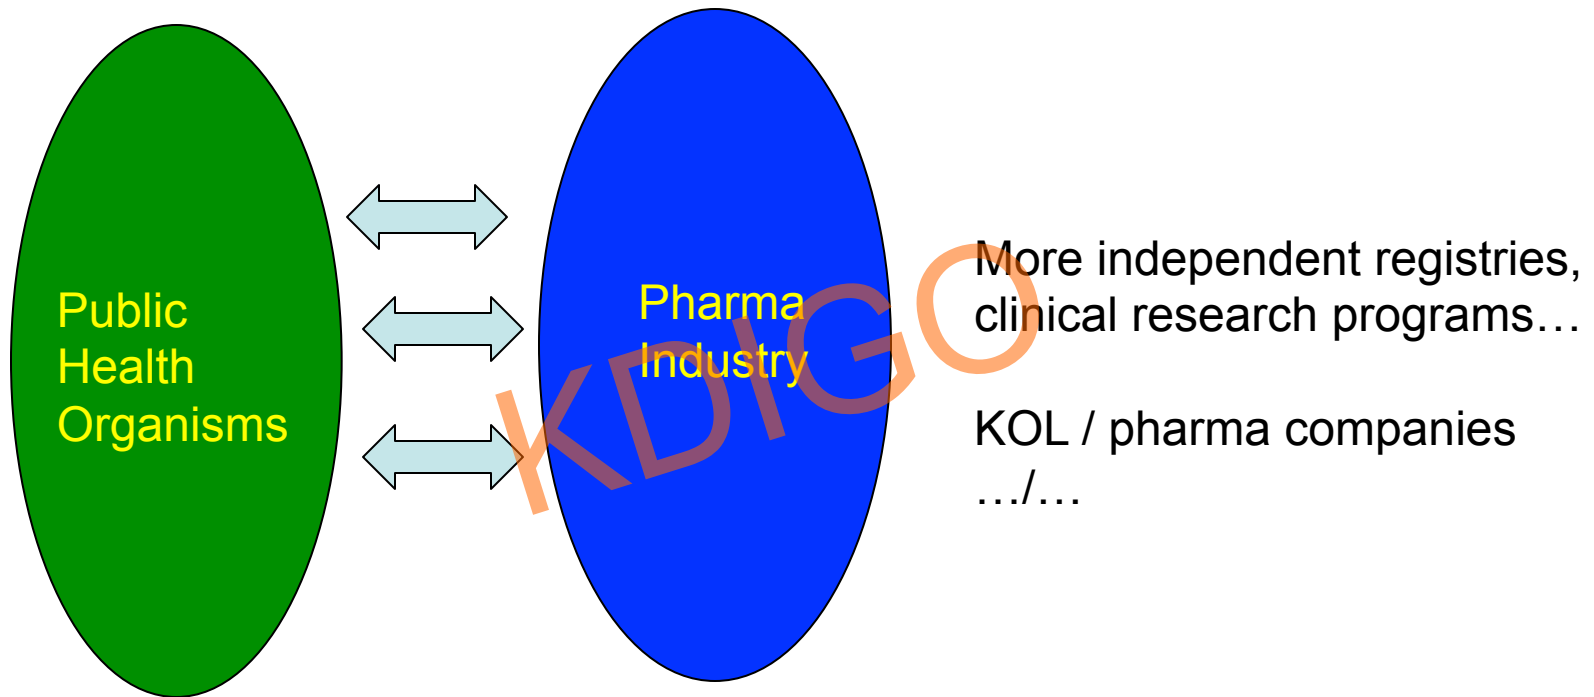 Public
Health
Organisms
Pharma
Industry
More independent registries,
clinical research programs…
KOL / pharma companies
…/…
KDIGO